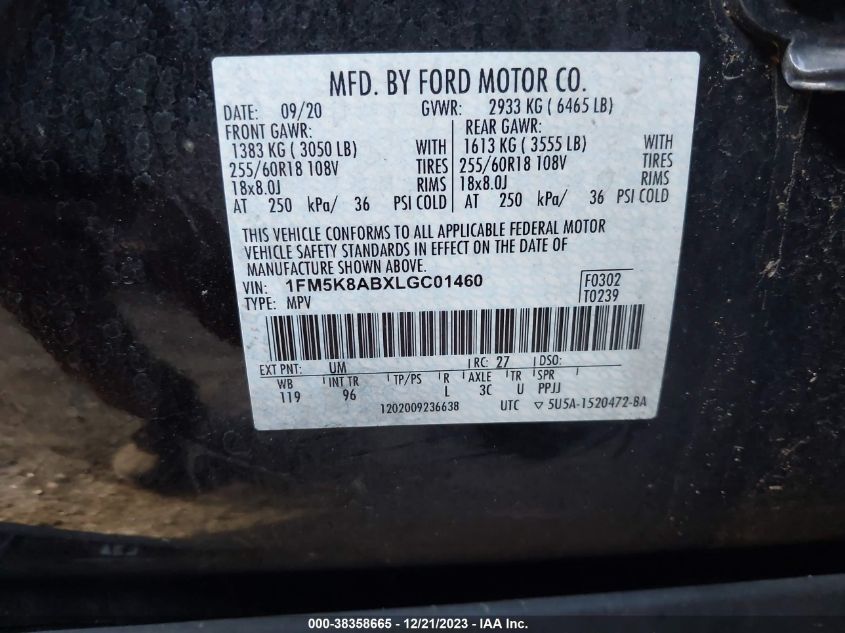 MFD. BY FORD MOTOR CO.
DATE: 09/20 GVWR: 2933 KG ( 6465 LB)
FRONT GAWR: REAR GAWR:
1383 KG ( 3050 LB) WITH 1613 KG ( 3555 LB) WITH
255/60R18 108V TIRES 255/60R18 108V TIRES
18x8.0J RIMS 18x8.0J RIMS
AT 250 kPa/ 36 PSI COLD AT 250 kPa/ 36 PSI COLD
THIS VEHICLE CONFORMS TO ALL APPLICABLE FEDERAL MOTOR
VEHICLE SAFETY STANDARDS IN EFFECT ON THE DATE OF
MANUFACTURE SHOWN ABOVE.
VIN: 1FM5K8ABXLGC01460 F0302
TYPE: MPV T0239
EXT PNT: UM RC: 27 DSO:
WB INT TR TP/PS R AXLE TR SPR
119 96 L 3C U PPJJ
1202009236638 UTC ▽ 5U5A-1520472-BA
000-38358665 - 12/21/2023 - IAA Inc.